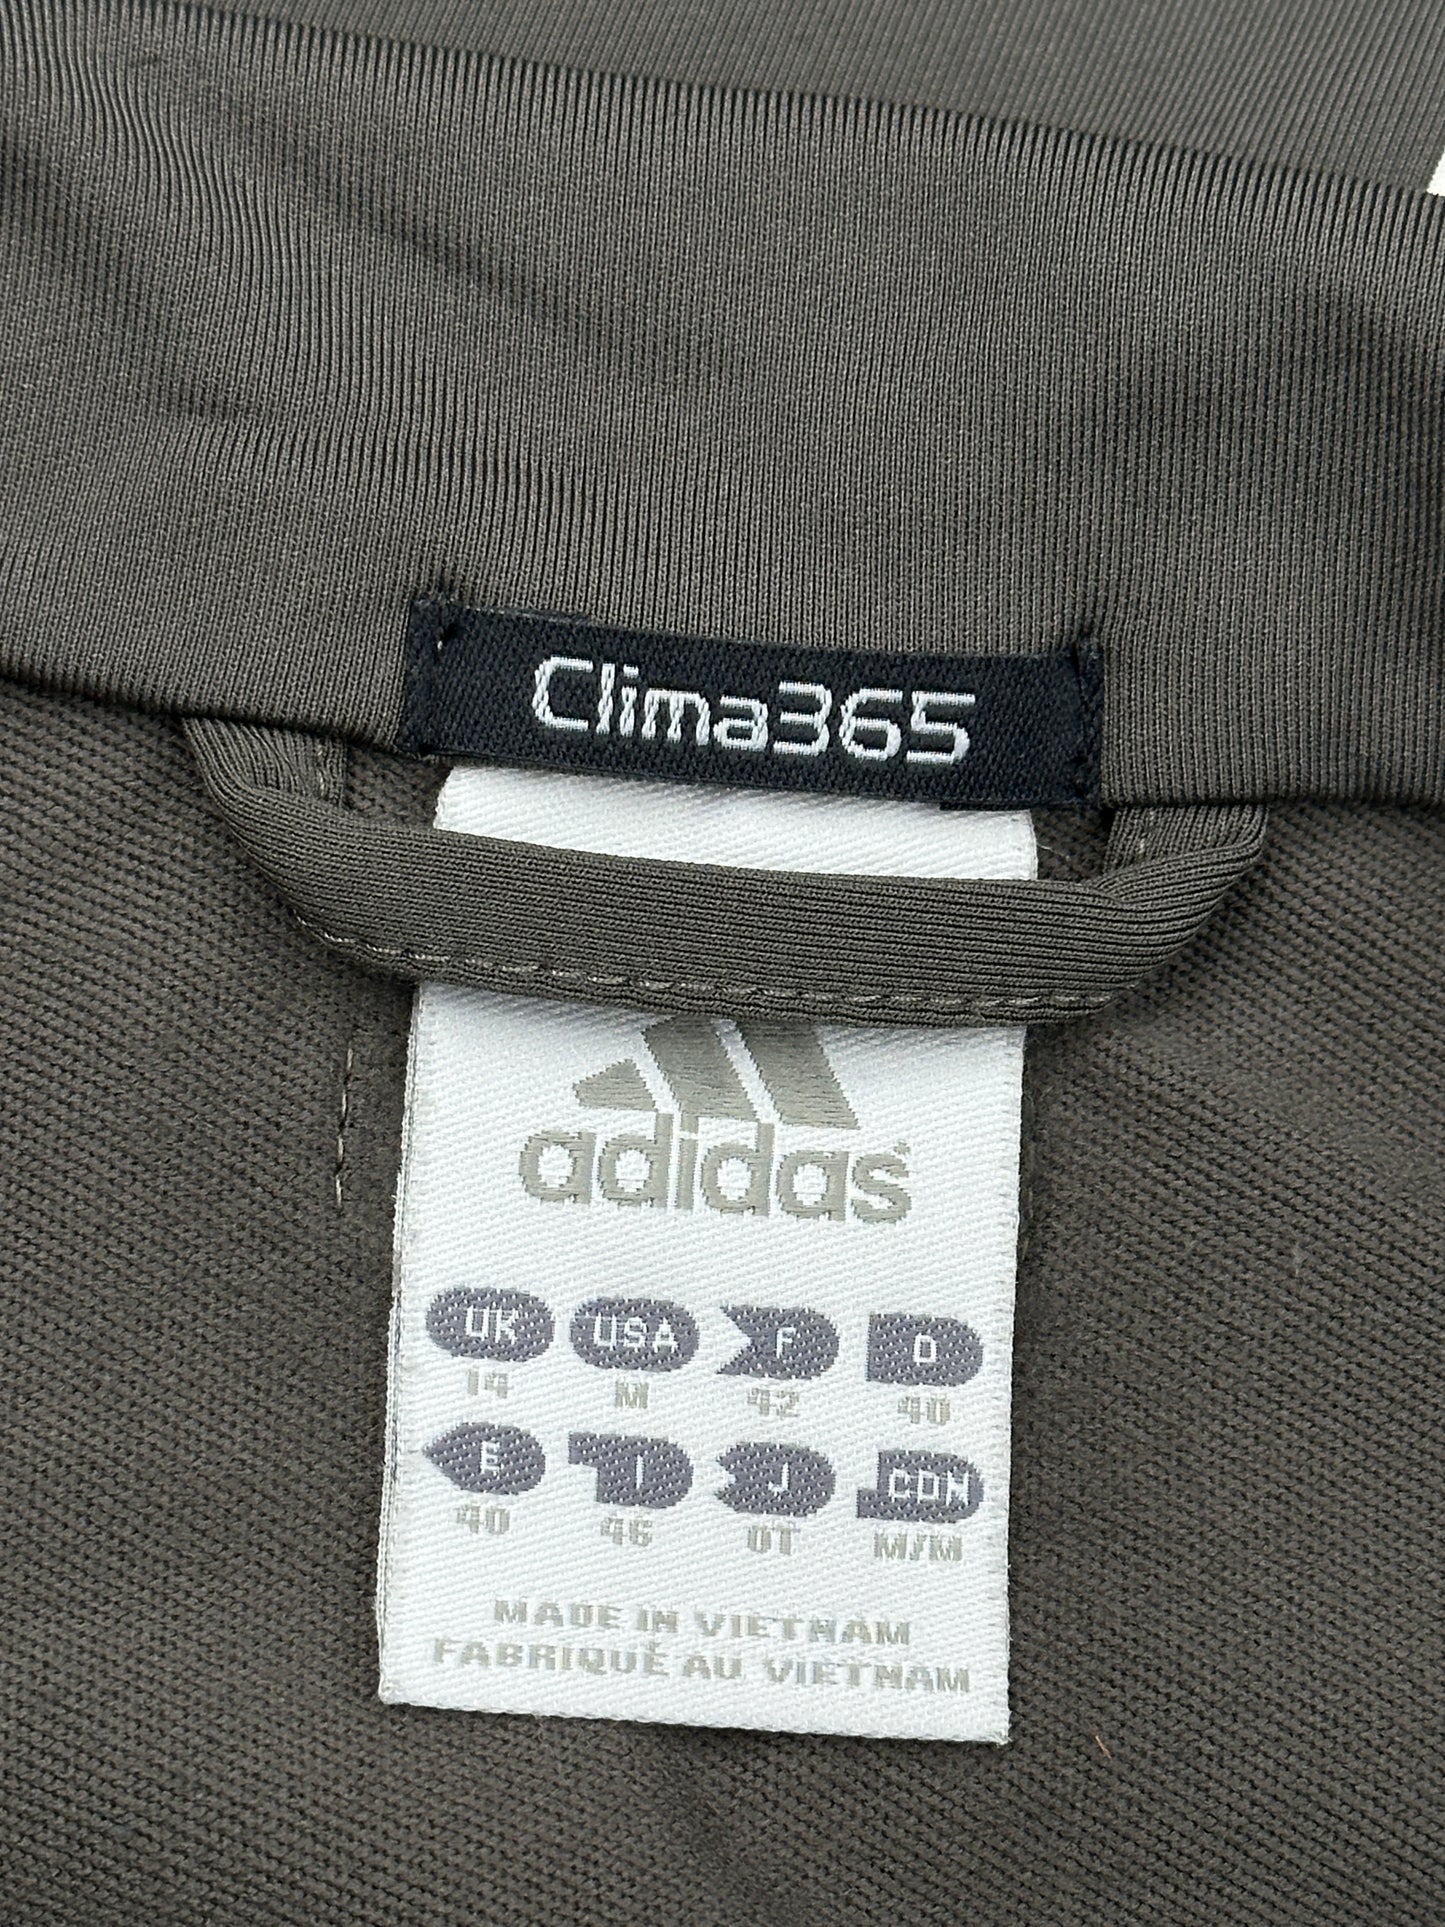 Clima365
adidas
UK USA F D
14 M 42 40
E I J CDN
40 46 OT M/M
MADE IN VIETNAM
FABRIQUÉ AU VIETNAM